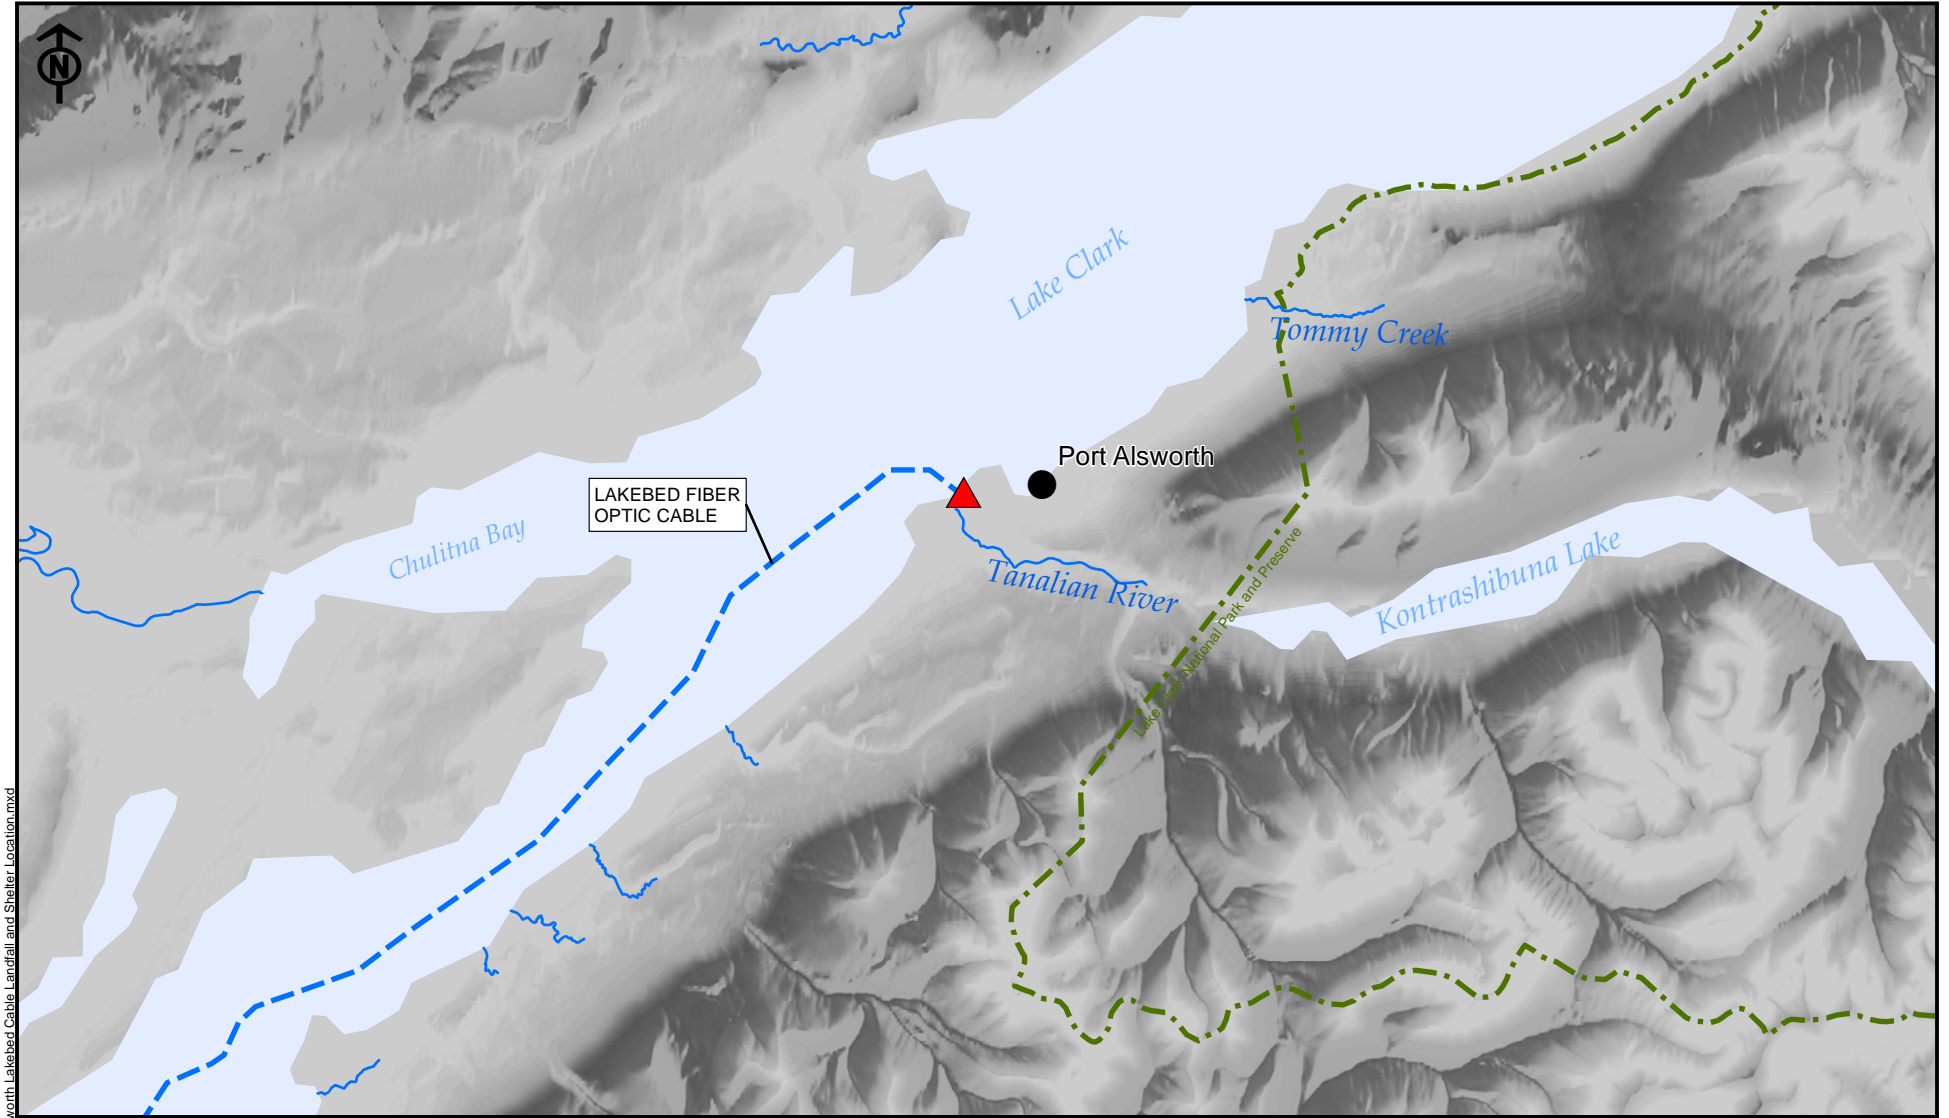 N
Lake Clark
Tommy Creek
Port Alsworth
LAKEBED FIBER
OPTIC CABLE
Chulitna Bay
Tanalian River
Kontrashibuna Lake
Lake Clark National Park and Preserve
worth Lakebed Cable Landfall and Shelter Location.mxd